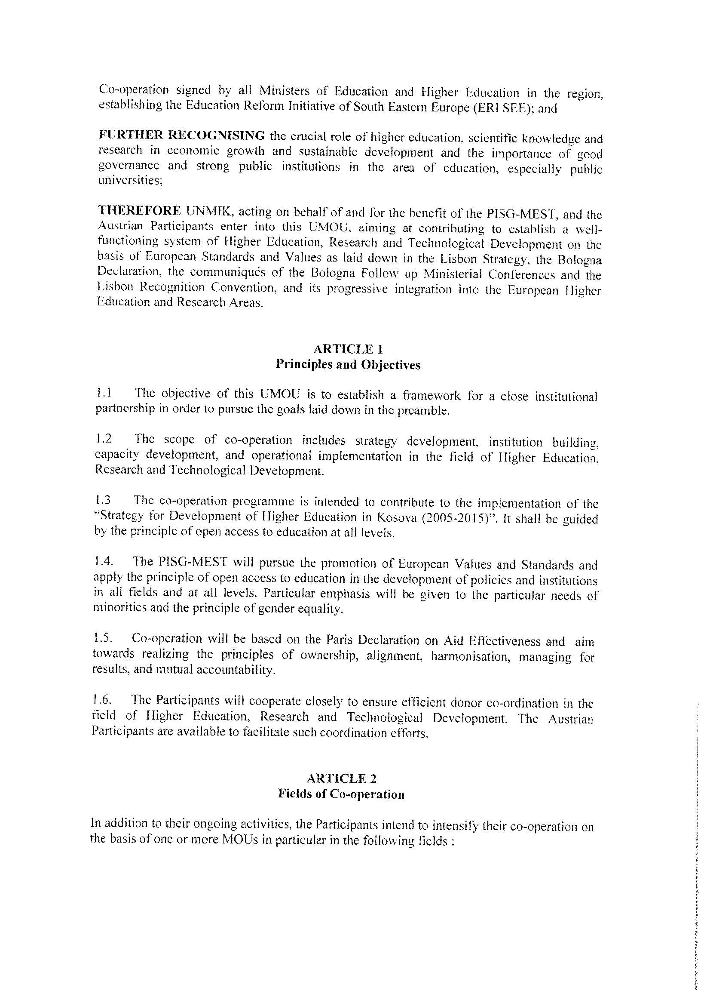 Co-operation signed by all Ministers of Education and Higher Education in the region,
establishing the Education Reform Initiative of South Eastern Europe (ERI SEE); and
FURTHER RECOGNISING the crucial role of higher education, scientific knowledge and
research in economic growth and sustainable development and the importance of good
governance and strong public institutions in the area of education, especially public
universities;
THEREFORE UNMIK, acting on behalf of and for the benefit of the PISG-MEST, and the
Austrian Participants enter into this UMOU, aiming at contributing to establish a well-
functioning system of Higher Education, Research and Technological Development on the
basis of European Standards and Values as laid down in the Lisbon Strategy, the Bologna
Declaration, the communiqués of the Bologna Follow up Ministerial Conferences and the
Lisbon Recognition Convention, and its progressive integration into the European Higher
Education and Research Areas.
ARTICLE 1
Principles and Objectives
1.1 The objective of this UMOU is to establish a framework for a close institutional
partnership in order to pursue the goals laid down in the preamble.
1.2 The scope of co-operation includes strategy development, institution building,
capacity development, and operational implementation in the field of Higher Education,
Research and Technological Development.
1.3 The co-operation programme is intended to contribute to the implementation of the
“Strategy for Development of Higher Education in Kosova (2005-2015)”. It shall be guided
by the principle of open access to education at all levels.
1.4. The PISG-MEST will pursue the promotion of European Values and Standards and
apply the principle of open access to education in the development of policies and institutions
in all fields and at all levels. Particular emphasis will be given to the particular needs of
minorities and the principle of gender equality.
1.5. Co-operation will be based on the Paris Declaration on Aid Effectiveness and aim
towards realizing the principles of ownership, alignment, harmonisation, managing for
results, and mutual accountability.
1.6. The Participants will cooperate closely to ensure efficient donor co-ordination in the
field of Higher Education, Research and Technological Development. The Austrian
Participants are available to facilitate such coordination efforts.
ARTICLE 2
Fields of Co-operation
In addition to their ongoing activities, the Participants intend to intensify their co-operation on
the basis of one or more MOUs in particular in the following fields :